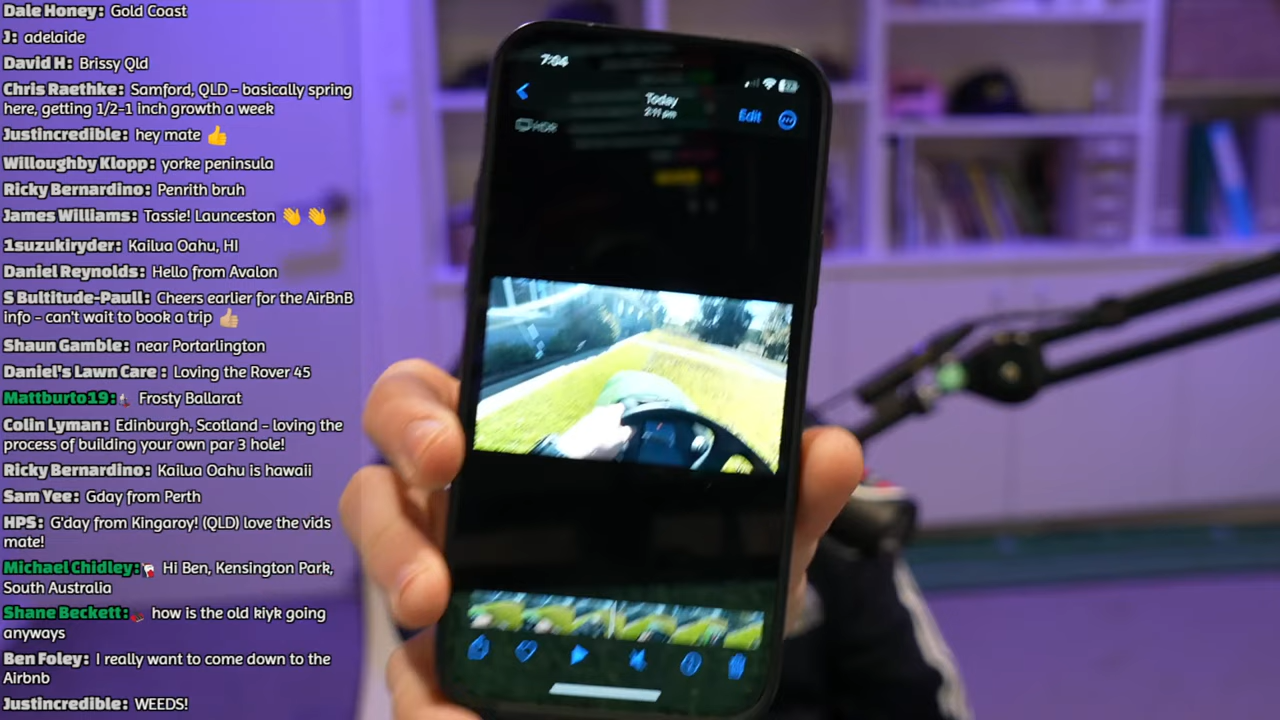 Dale Honey: Gold Coast
J: adelaide
David H: Brissy Qld
Chris Raethke: Samford, QLD - basically spring
here, getting 1/2-1 inch growth a week
Justincredible: hey mate 👍
Willoughby Klopp: yorke peninsula
Ricky Bernardino: Penrith bruh
James Williams: Tassie! Launceston 👋 👋
1suzukiryder: Kailua Oahu, HI
Daniel Reynolds: Hello from Avalon
S Bultitude-Paull: Cheers earlier for the AirBnB
info - can't wait to book a trip 👍🏼
Shaun Gamble: near Portarlington
Daniel's Lawn Care : Loving the Rover 45
Mattburto19: Frosty Ballarat
Colin Lyman: Edinburgh, Scotland - loving the
process of building your own par 3 hole!
Ricky Bernardino: Kailua Oahu is hawaii
Sam Yee: Gday from Perth
HPS: G'day from Kingaroy! (QLD) love the vids
mate!
Michael Chidley: Hi Ben, Kensington Park,
South Australia
Shane Beckett: how is the old kiyk going
anyways
Ben Foley: I really want to come down to the
Airbnb
Justincredible: WEEDS!
7:04
Today
2:11 pm
Edit
HDR